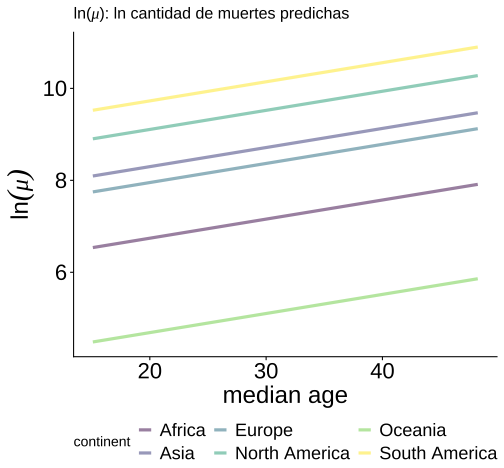 ln(μ): ln cantidad de muertes predichas
10
8
6
ln(μ)
20 30 40
median age
continent
Africa Europe Oceania
Asia North America South America